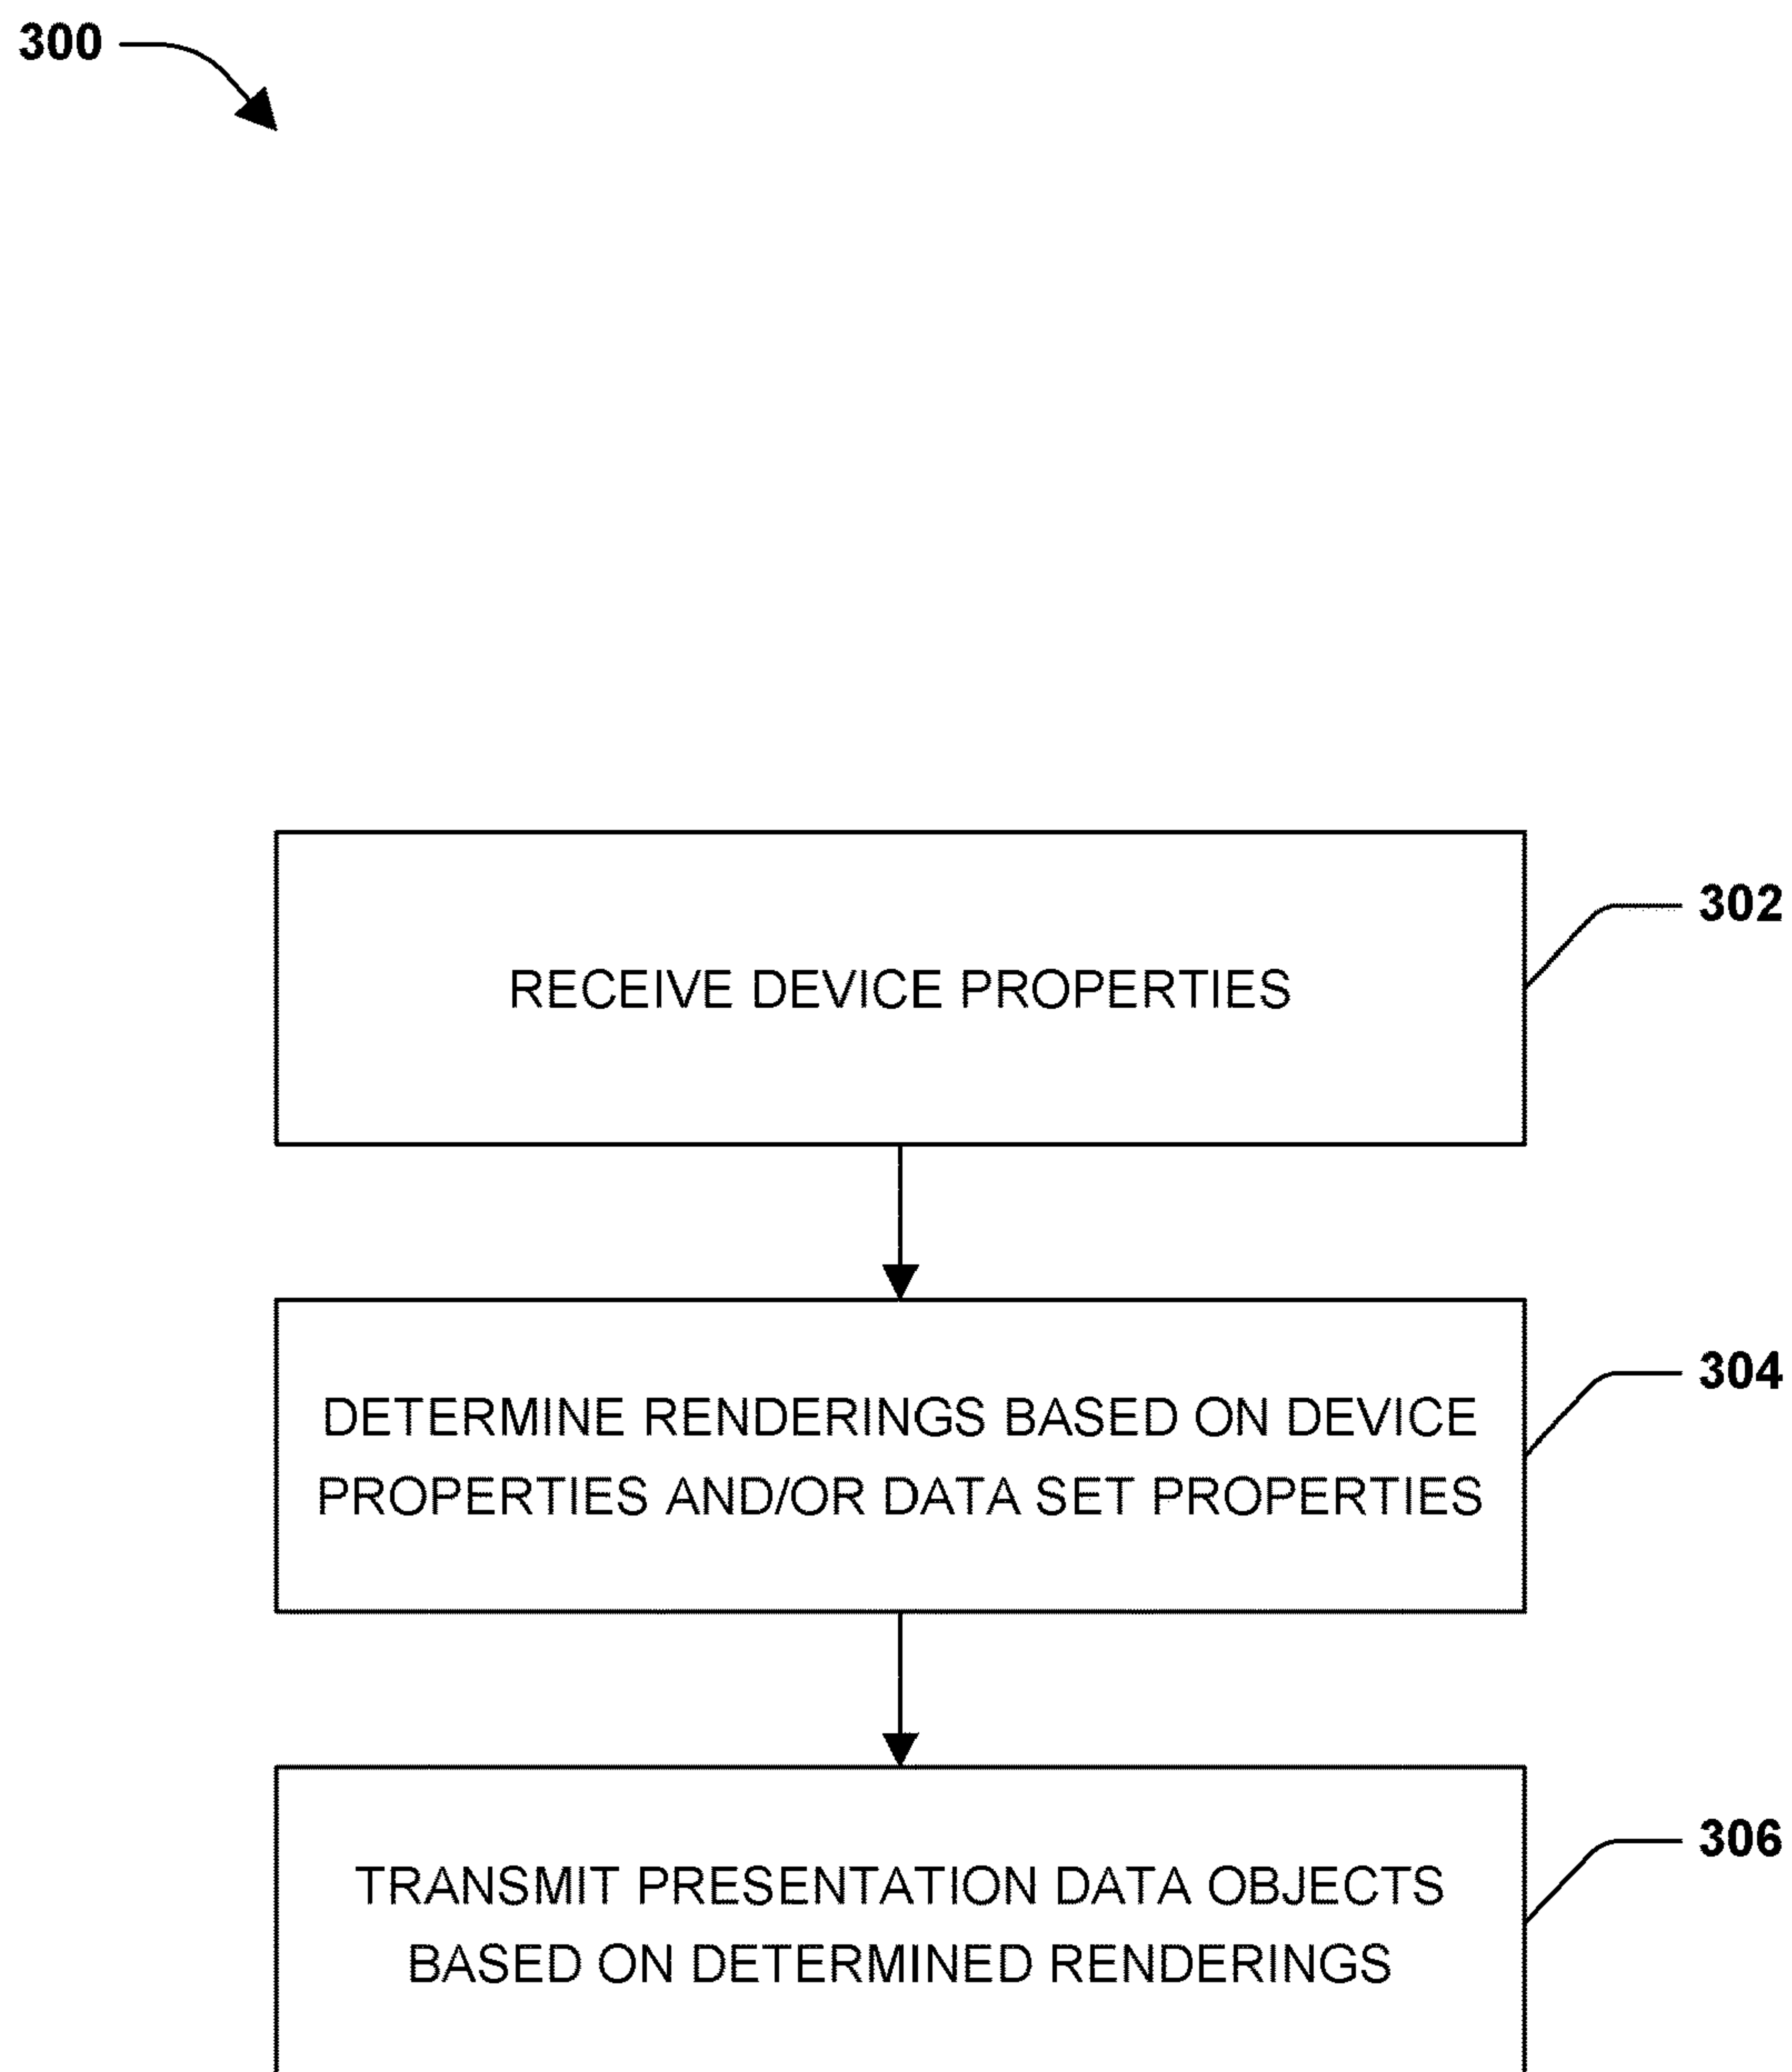 300
RECEIVE DEVICE PROPERTIES
302
DETERMINE RENDERINGS BASED ON DEVICE
PROPERTIES AND/OR DATA SET PROPERTIES
304
TRANSMIT PRESENTATION DATA OBJECTS
BASED ON DETERMINED RENDERINGS
306